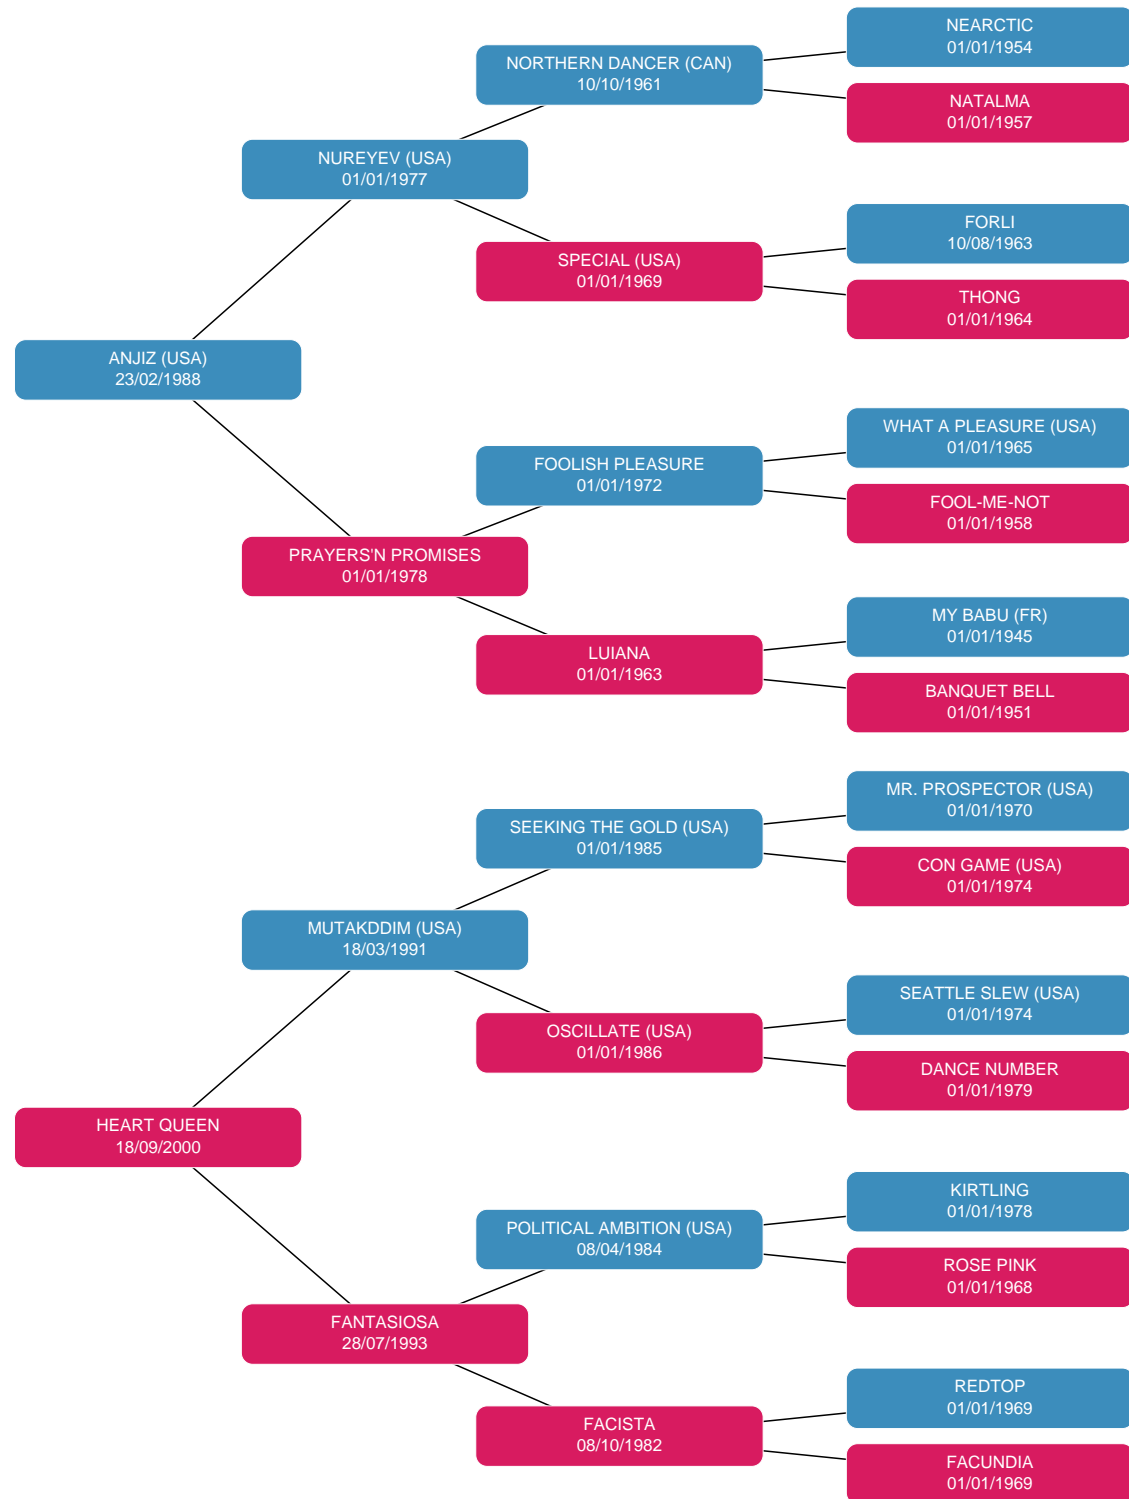 NEARCTIC
01/01/1954
NORTHERN DANCER (CAN)
10/10/1961
NATALMA
01/01/1957
NUREYEV (USA)
01/01/1977
FORLI
10/08/1963
SPECIAL (USA)
01/01/1969
THONG
01/01/1964
ANJIZ (USA)
23/02/1988
WHAT A PLEASURE (USA)
01/01/1965
FOOLISH PLEASURE
01/01/1972
FOOL-ME-NOT
01/01/1958
PRAYERS'N PROMISES
01/01/1978
MY BABU (FR)
01/01/1945
LUIANA
01/01/1963
BANQUET BELL
01/01/1951
MR. PROSPECTOR (USA)
01/01/1970
SEEKING THE GOLD (USA)
01/01/1985
CON GAME (USA)
01/01/1974
MUTAKDDIM (USA)
18/03/1991
SEATTLE SLEW (USA)
01/01/1974
OSCILLATE (USA)
01/01/1986
DANCE NUMBER
01/01/1979
HEART QUEEN
18/09/2000
KIRTLING
01/01/1978
POLITICAL AMBITION (USA)
08/04/1984
ROSE PINK
01/01/1968
FANTASIOSA
28/07/1993
REDTOP
01/01/1969
FACISTA
08/10/1982
FACUNDIA
01/01/1969